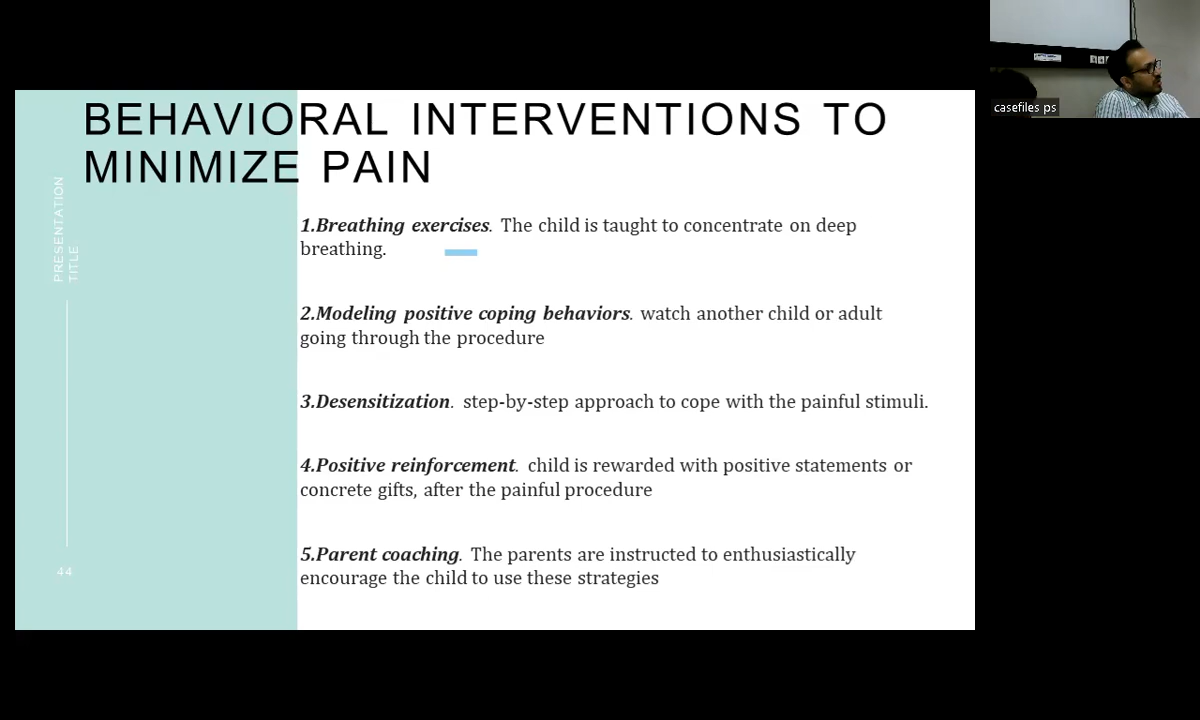 BEHAVIORAL INTERVENTIONS TO
MINIMIZE PAIN
PRESENTATION
TITLE
1.Breathing exercises. The child is taught to concentrate on deep
breathing.
2.Modeling positive coping behaviors. watch another child or adult
going through the procedure
3.Desensitization. step-by-step approach to cope with the painful stimuli.
4.Positive reinforcement. child is rewarded with positive statements or
concrete gifts, after the painful procedure
5.Parent coaching. The parents are instructed to enthusiastically
encourage the child to use these strategies
44
casefiles ps